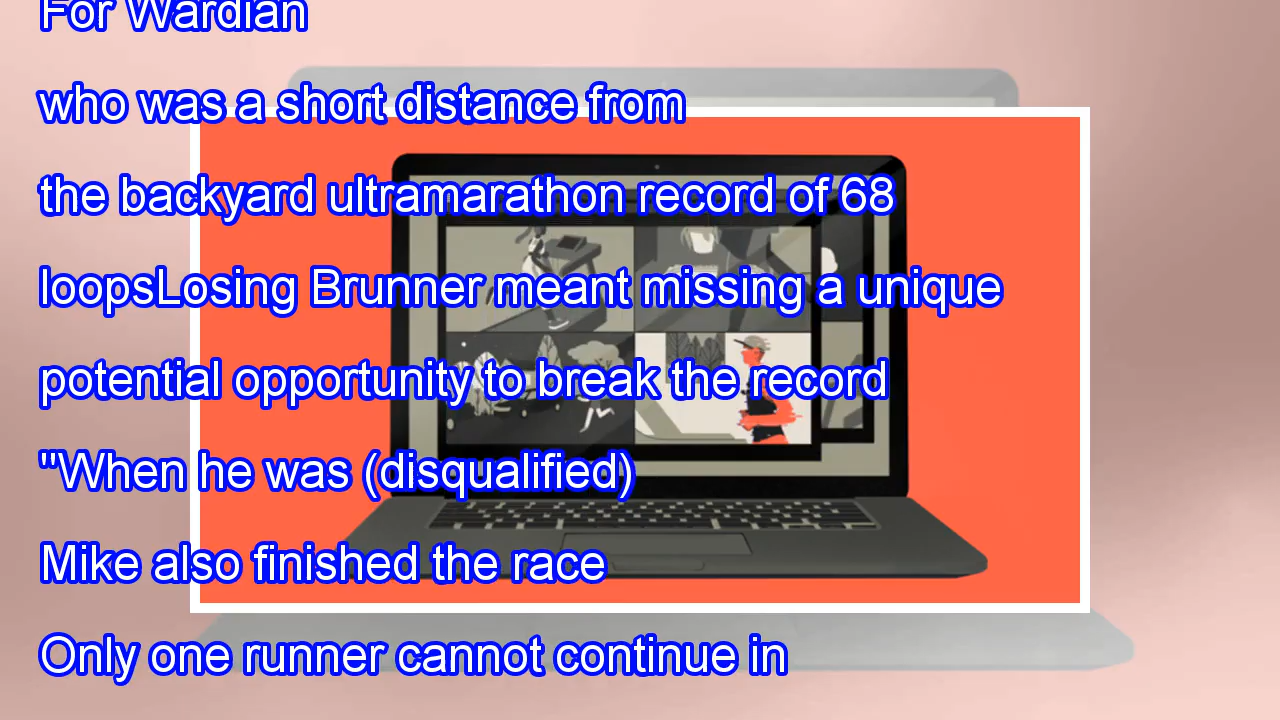 For Wardian
who was a short distance from
the backyard ultramarathon record of 68
loopsLosing Brunner meant missing a unique
potential opportunity to break the record
"When he was (disqualified)
Mike also finished the race
Only one runner cannot continue in